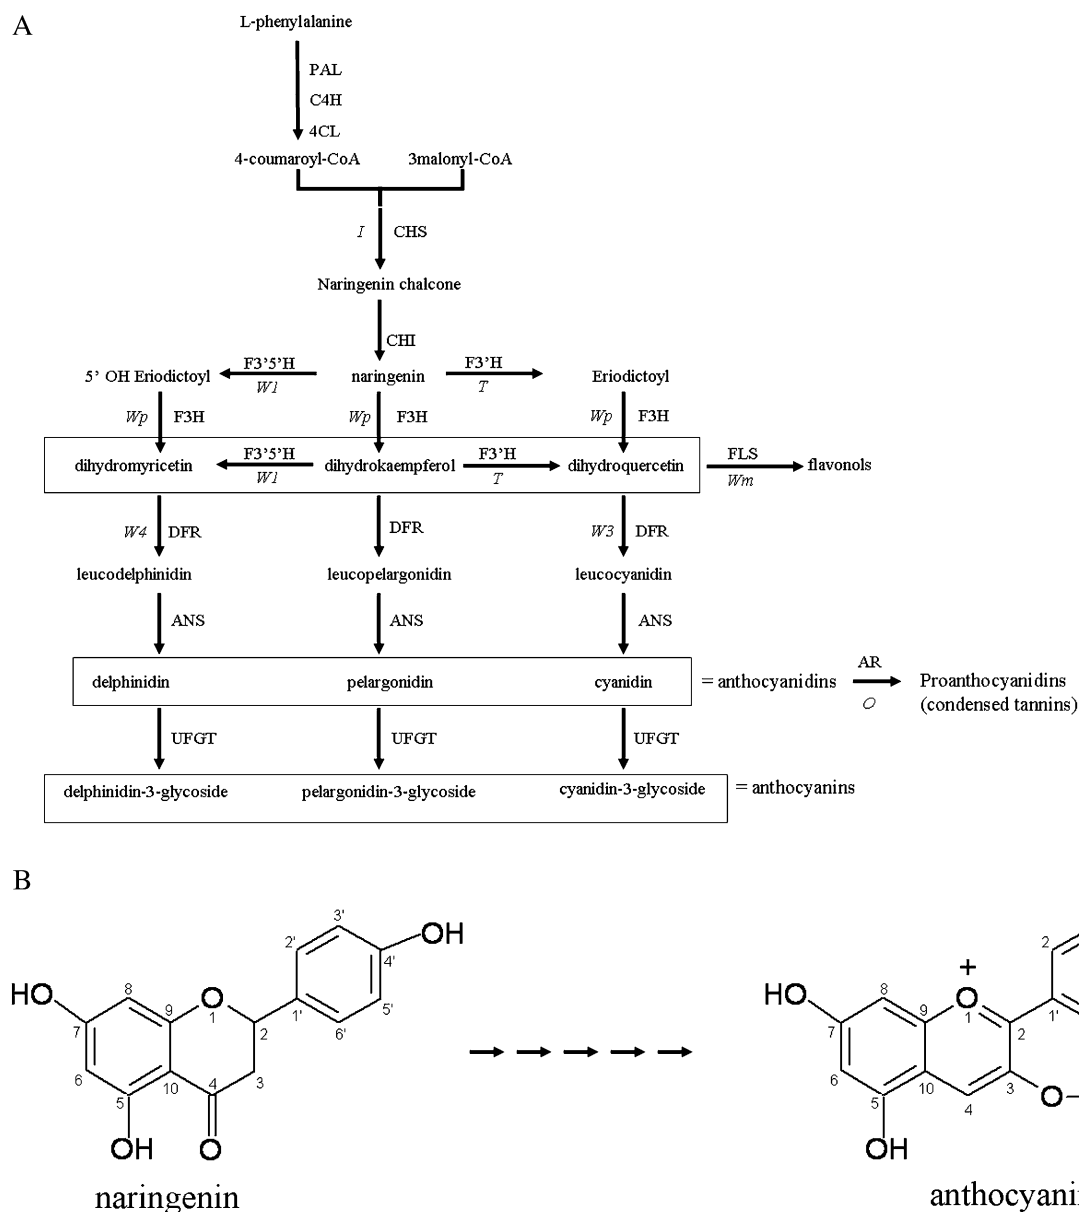 A
L-phenylalanine
PAL
C4H
4CL
4-coumaroyl-CoA 3malonyl-CoA
I CHS
Naringenin chalcone
CHI
5’ OH Eriodictoyl F3’5’H W1 naringenin F3’H T Eriodictoyl
Wp F3H Wp F3H Wp F3H
dihydromyricetin F3’5’H W1 dihydrokaempferol F3’H T dihydroquercetin FLS Wm flavonols
W4 DFR DFR W3 DFR
leucodelphinidin leucopelargonidin leucocyanidin
ANS ANS ANS
delphinidin pelargonidin cyanidin = anthocyanidins AR O Proanthocyanidins
(condensed tannins)
UFGT UFGT UFGT
delphinidin-3-glycoside pelargonidin-3-glycoside cyanidin-3-glycoside = anthocyanins
B
HO 7 8 9 O 1 2 1' 2' 3' 4' OH 5' 6' 3 4 O 10 5 OH 6
HO 7 8 9 + O 1 2 1' 2 3 O 4 10 5 OH 6
naringenin